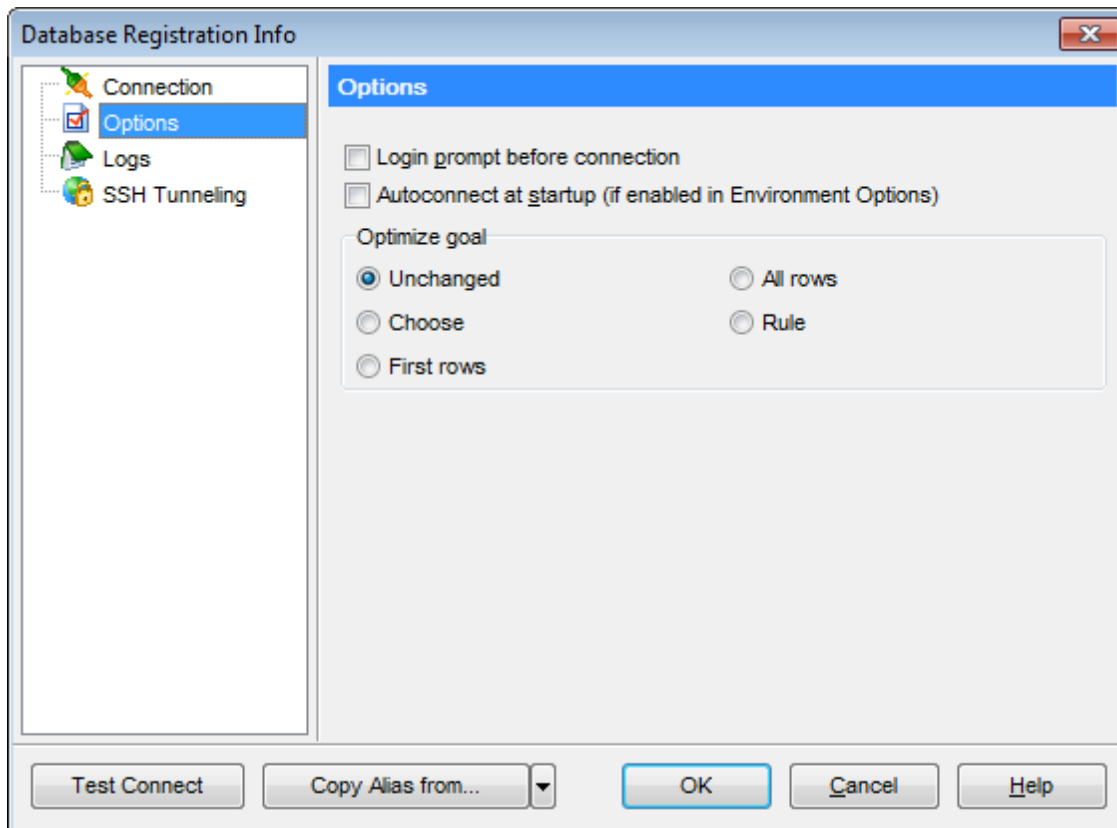 Database Registration Info
Connection
Options
Logs
SSH Tunneling
Options
Login prompt before connection
Autoconnect at startup (if enabled in Environment Options)
Optimize goal
Unchanged
All rows
Choose
Rule
First rows
Test Connect
Copy Alias from...
OK
Cancel
Help